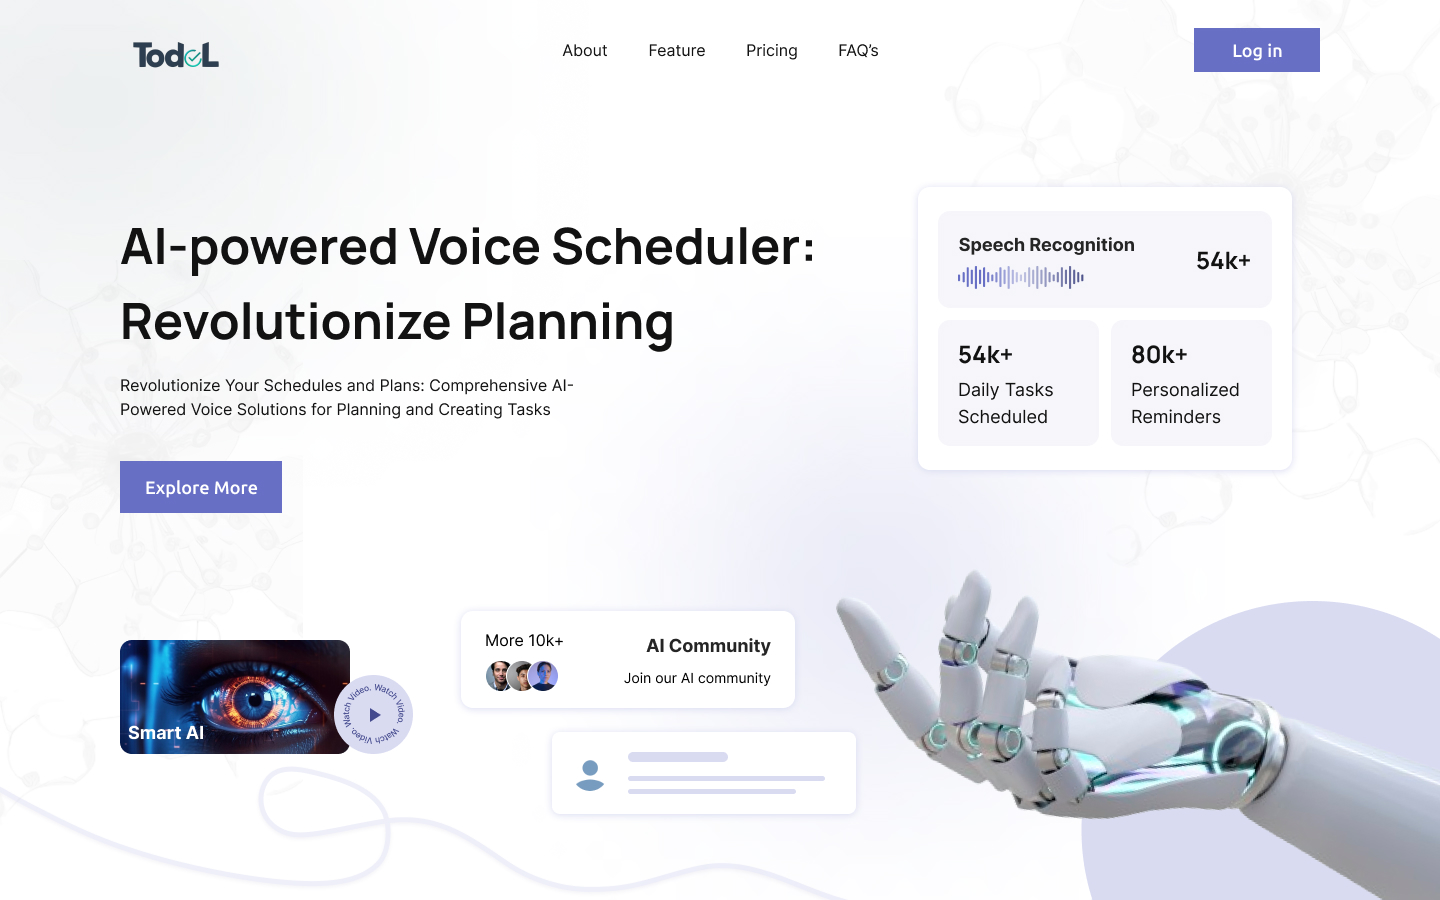 TodoL
About
Feature
Pricing
FAQ’s
Log in
AI-powered Voice Scheduler:
Revolutionize Planning
Revolutionize Your Schedules and Plans: Comprehensive AI-
Powered Voice Solutions for Planning and Creating Tasks
Explore More
Speech Recognition
54k+
54k+
Daily Tasks
Scheduled
80k+
Personalized
Reminders
More 10k+
AI Community
Join our AI community
Smart AI
Watch Video. Watch Video. Watch Video.